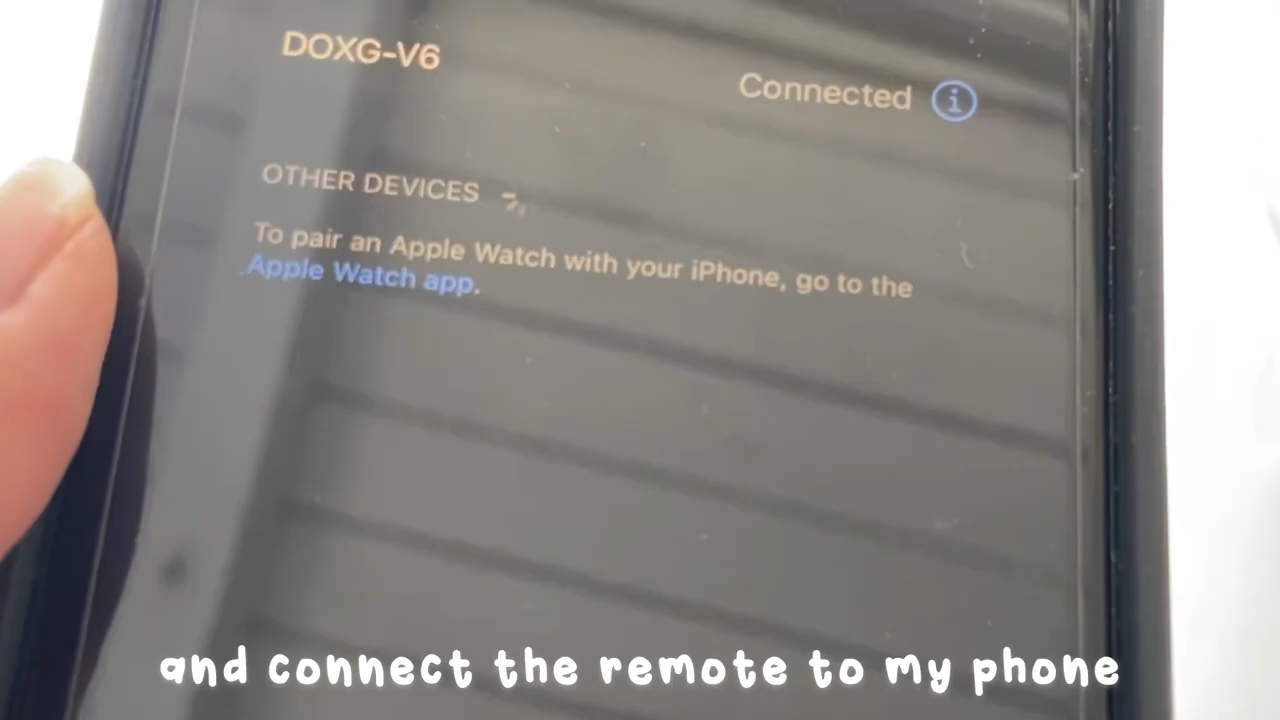 DOXG-V6
Connected
OTHER DEVICES
To pair an Apple Watch with your iPhone, go to the
Apple Watch app.
and connect the remote to my phone